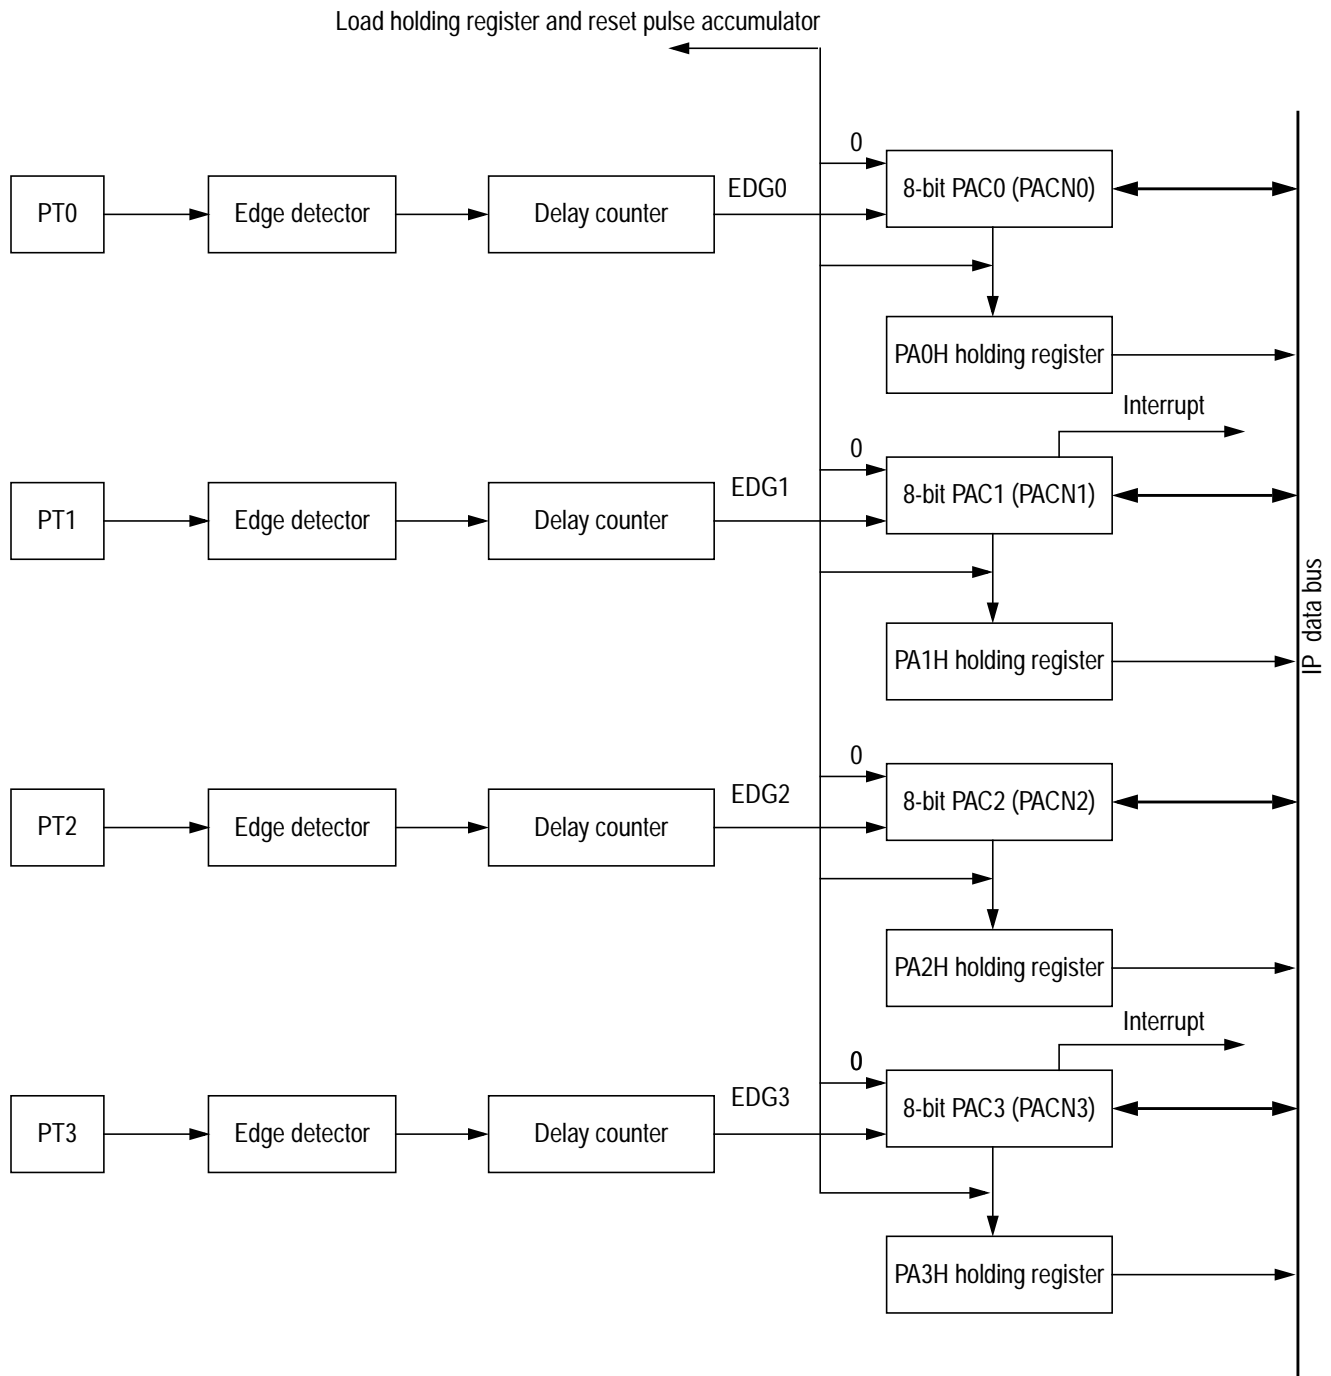 Load holding register and reset pulse accumulator
0
EDG0
PT0
Edge detector
Delay counter
8-bit PAC0 (PACN0)
PA0H holding register
Interrupt
0
EDG1
PT1
Edge detector
Delay counter
8-bit PAC1 (PACN1)
PA1H holding register
IP data bus
0
EDG2
PT2
Edge detector
Delay counter
8-bit PAC2 (PACN2)
PA2H holding register
Interrupt
0
EDG3
PT3
Edge detector
Delay counter
8-bit PAC3 (PACN3)
PA3H holding register